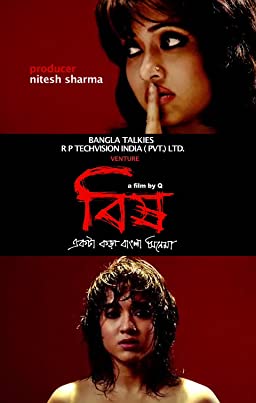 producer
nitesh sharma
BANGLA TALKIES
R P TECHVISION INDIA ( PVT.) LTD.
VENTURE
a film by Q
বিষ
একটা কড়া বাংলা সিনেমা